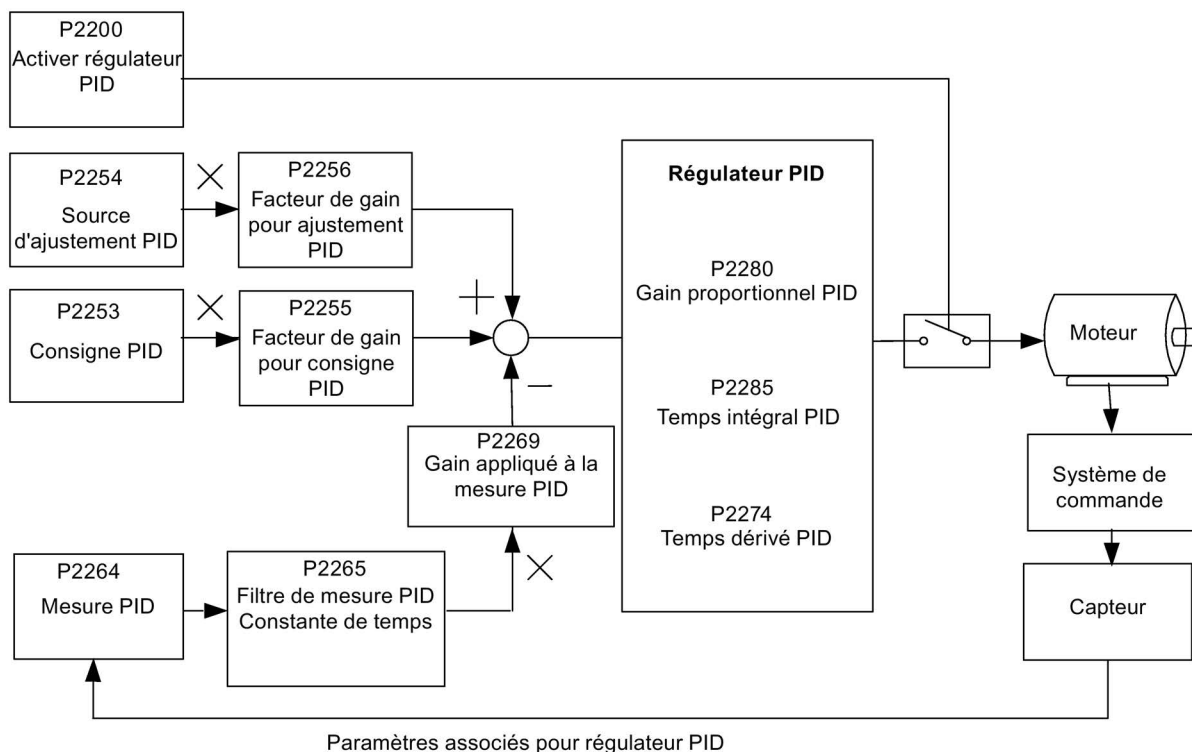 P2200
Activer régulateur
PID
P2254
Source
d'ajustement PID
P2256
Facteur de gain
pour ajustement
PID
P2253
Consigne PID
P2255
Facteur de gain
pour consigne
PID
P2269
Gain appliqué à la
mesure PID
P2264
Mesure PID
P2265
Filtre de mesure PID
Constante de temps
Régulateur PID
P2280
Gain proportionnel PID
P2285
Temps intégral PID
P2274
Temps dérivé PID
Moteur
Système de
commande
Capteur
Paramètres associés pour régulateur PID